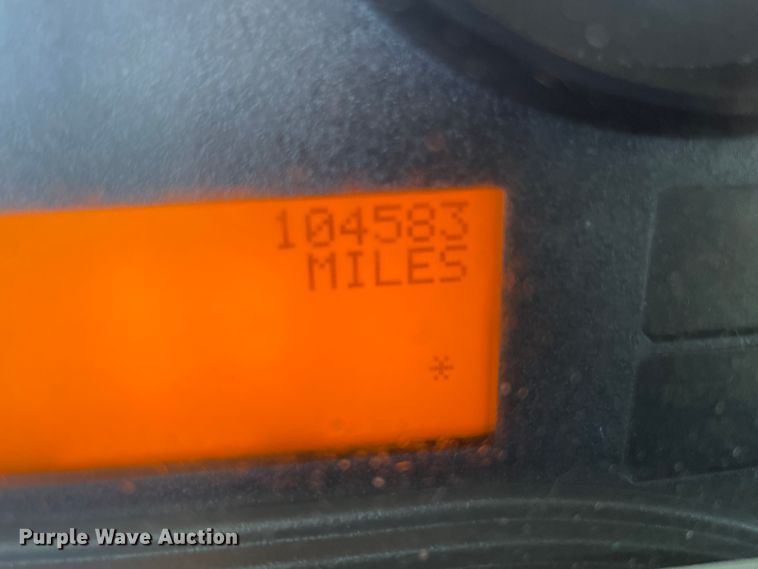 104583
MILES
*
Purple Wave Auction